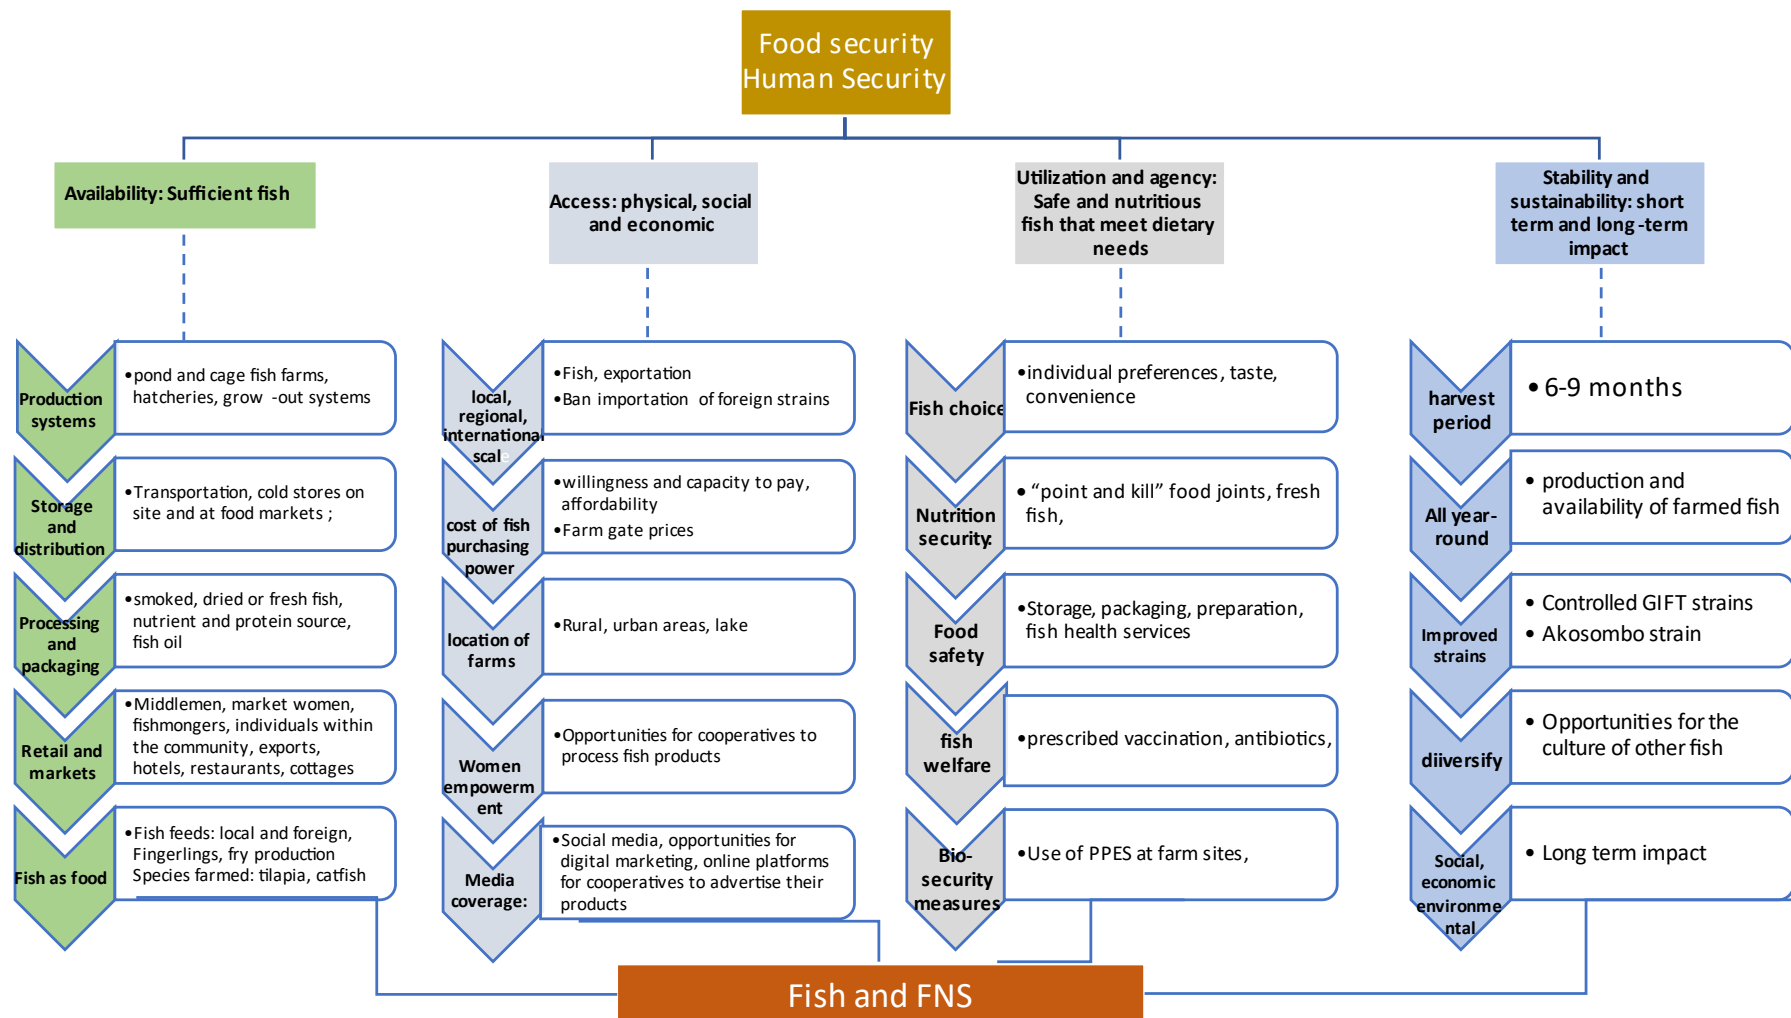 Food security
Human Security
Availability: Sufficient fish
Access: physical, social
and economic
Utilization and agency:
Safe and nutritious
fish that meet dietary
needs
Stability and
sustainability: short
term and long -term
impact
Production
systems
•pond and cage fish farms,
hatcheries, grow -out systems
Storage
and
distribution
•Transportation, cold stores on
site and at food markets ;
Processing
and
packaging
•smoked, dried or fresh fish,
nutrient and protein source,
fish oil
Retail and
markets
•Middlemen, market women,
fishmongers, individuals within
the community, exports,
hotels, restaurants, cottages
Fish as food
•Fish feeds: local and foreign,
Fingerlings, fry production
Species farmed: tilapia, catfish
local,
regional,
international
scale
•Fish, exportation
•Ban importation of foreign strains
cost of fish
purchasing
power
•willingness and capacity to pay,
affordability
•Farm gate prices
location of
farms
•Rural, urban areas, lake
Women
empowerm
ent
•Opportunities for cooperatives to
process fish products
Media
coverage:
•Social media, opportunities for
digital marketing, online platforms
for cooperatives to advertise their
products
Fish choice
•individual preferences, taste,
convenience
Nutrition
security:
• “point and kill” food joints, fresh
fish,
Food
safety
•Storage, packaging, preparation,
fish health services
fish
welfare
•prescribed vaccination, antibiotics,
Bio-
security
measures
•Use of PPES at farm sites,
harvest
period
• 6-9 months
All year-
round
• production and
availability of farmed fish
Improved
strains
• Controlled GIFT strains
• Akosombo strain
diiversify
• Opportunities for the
culture of other fish
Social,
economic
environme
ntal
• Long term impact
Fish and FNS